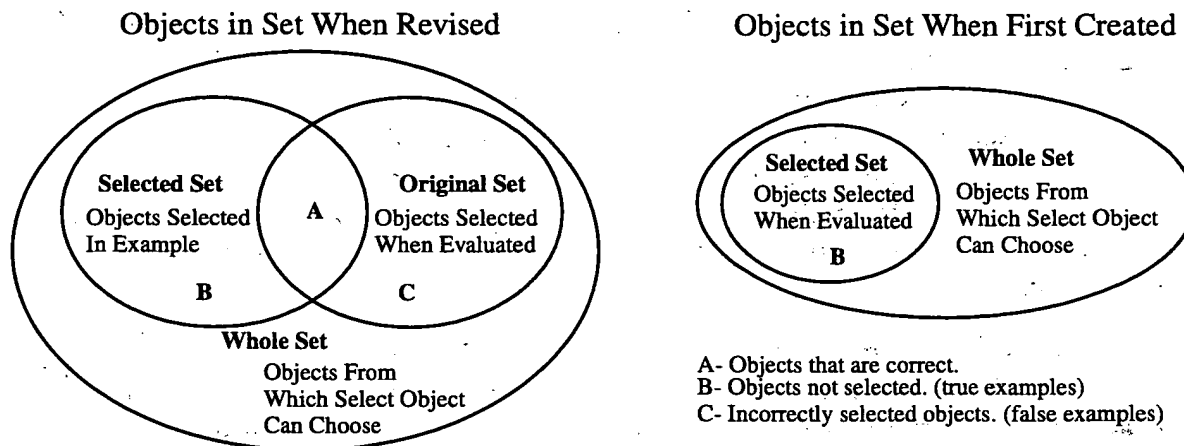 Objects in Set When Revised
Selected Set
Objects Selected
In Example
B
A
Original Set
Objects Selected
When Evaluated
C
Whole Set
Objects From
Which Select Object
Can Choose
Objects in Set When First Created
Selected Set
Objects Selected
When Evaluated
B
Whole Set
Objects From
Which Select Object
Can Choose
A- Objects that are correct.
B- Objects not selected. (true examples)
C- Incorrectly selected objects. (false examples)